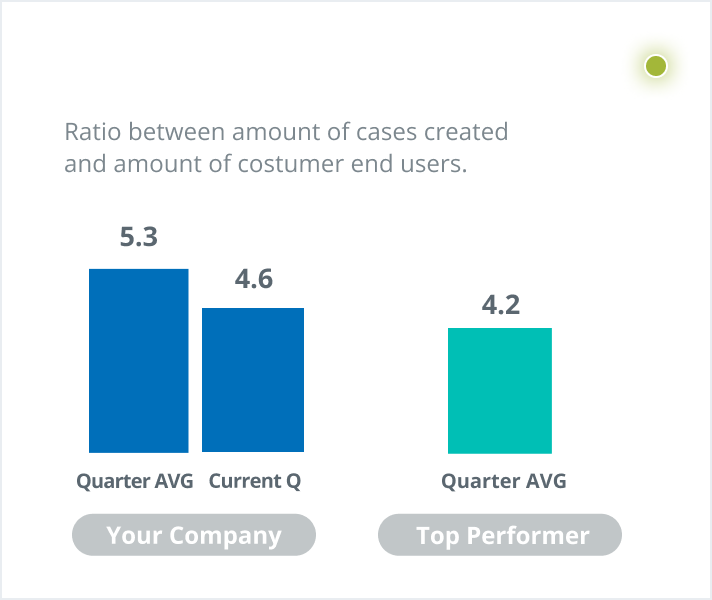 Ratio between amount of cases created
and amount of costumer end users.
5.3
4.6
4.2
Quarter AVG
Current Q
Quarter AVG
Your Company
Top Performer